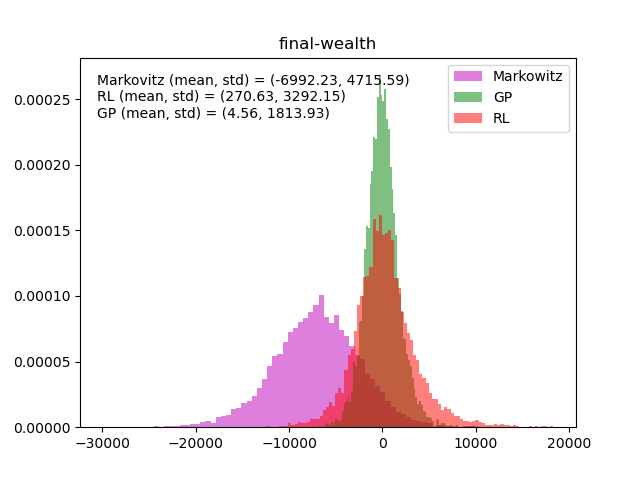 final-wealth
Markovitz (mean, std) = (-6992.23, 4715.59)
RL (mean, std) = (270.63, 3292.15)
GP (mean, std) = (4.56, 1813.93)
Markowitz
GP
RL
0.00025
0.00020
0.00015
0.00010
0.00005
0.00000
−30000 −20000 −10000 0 10000 20000